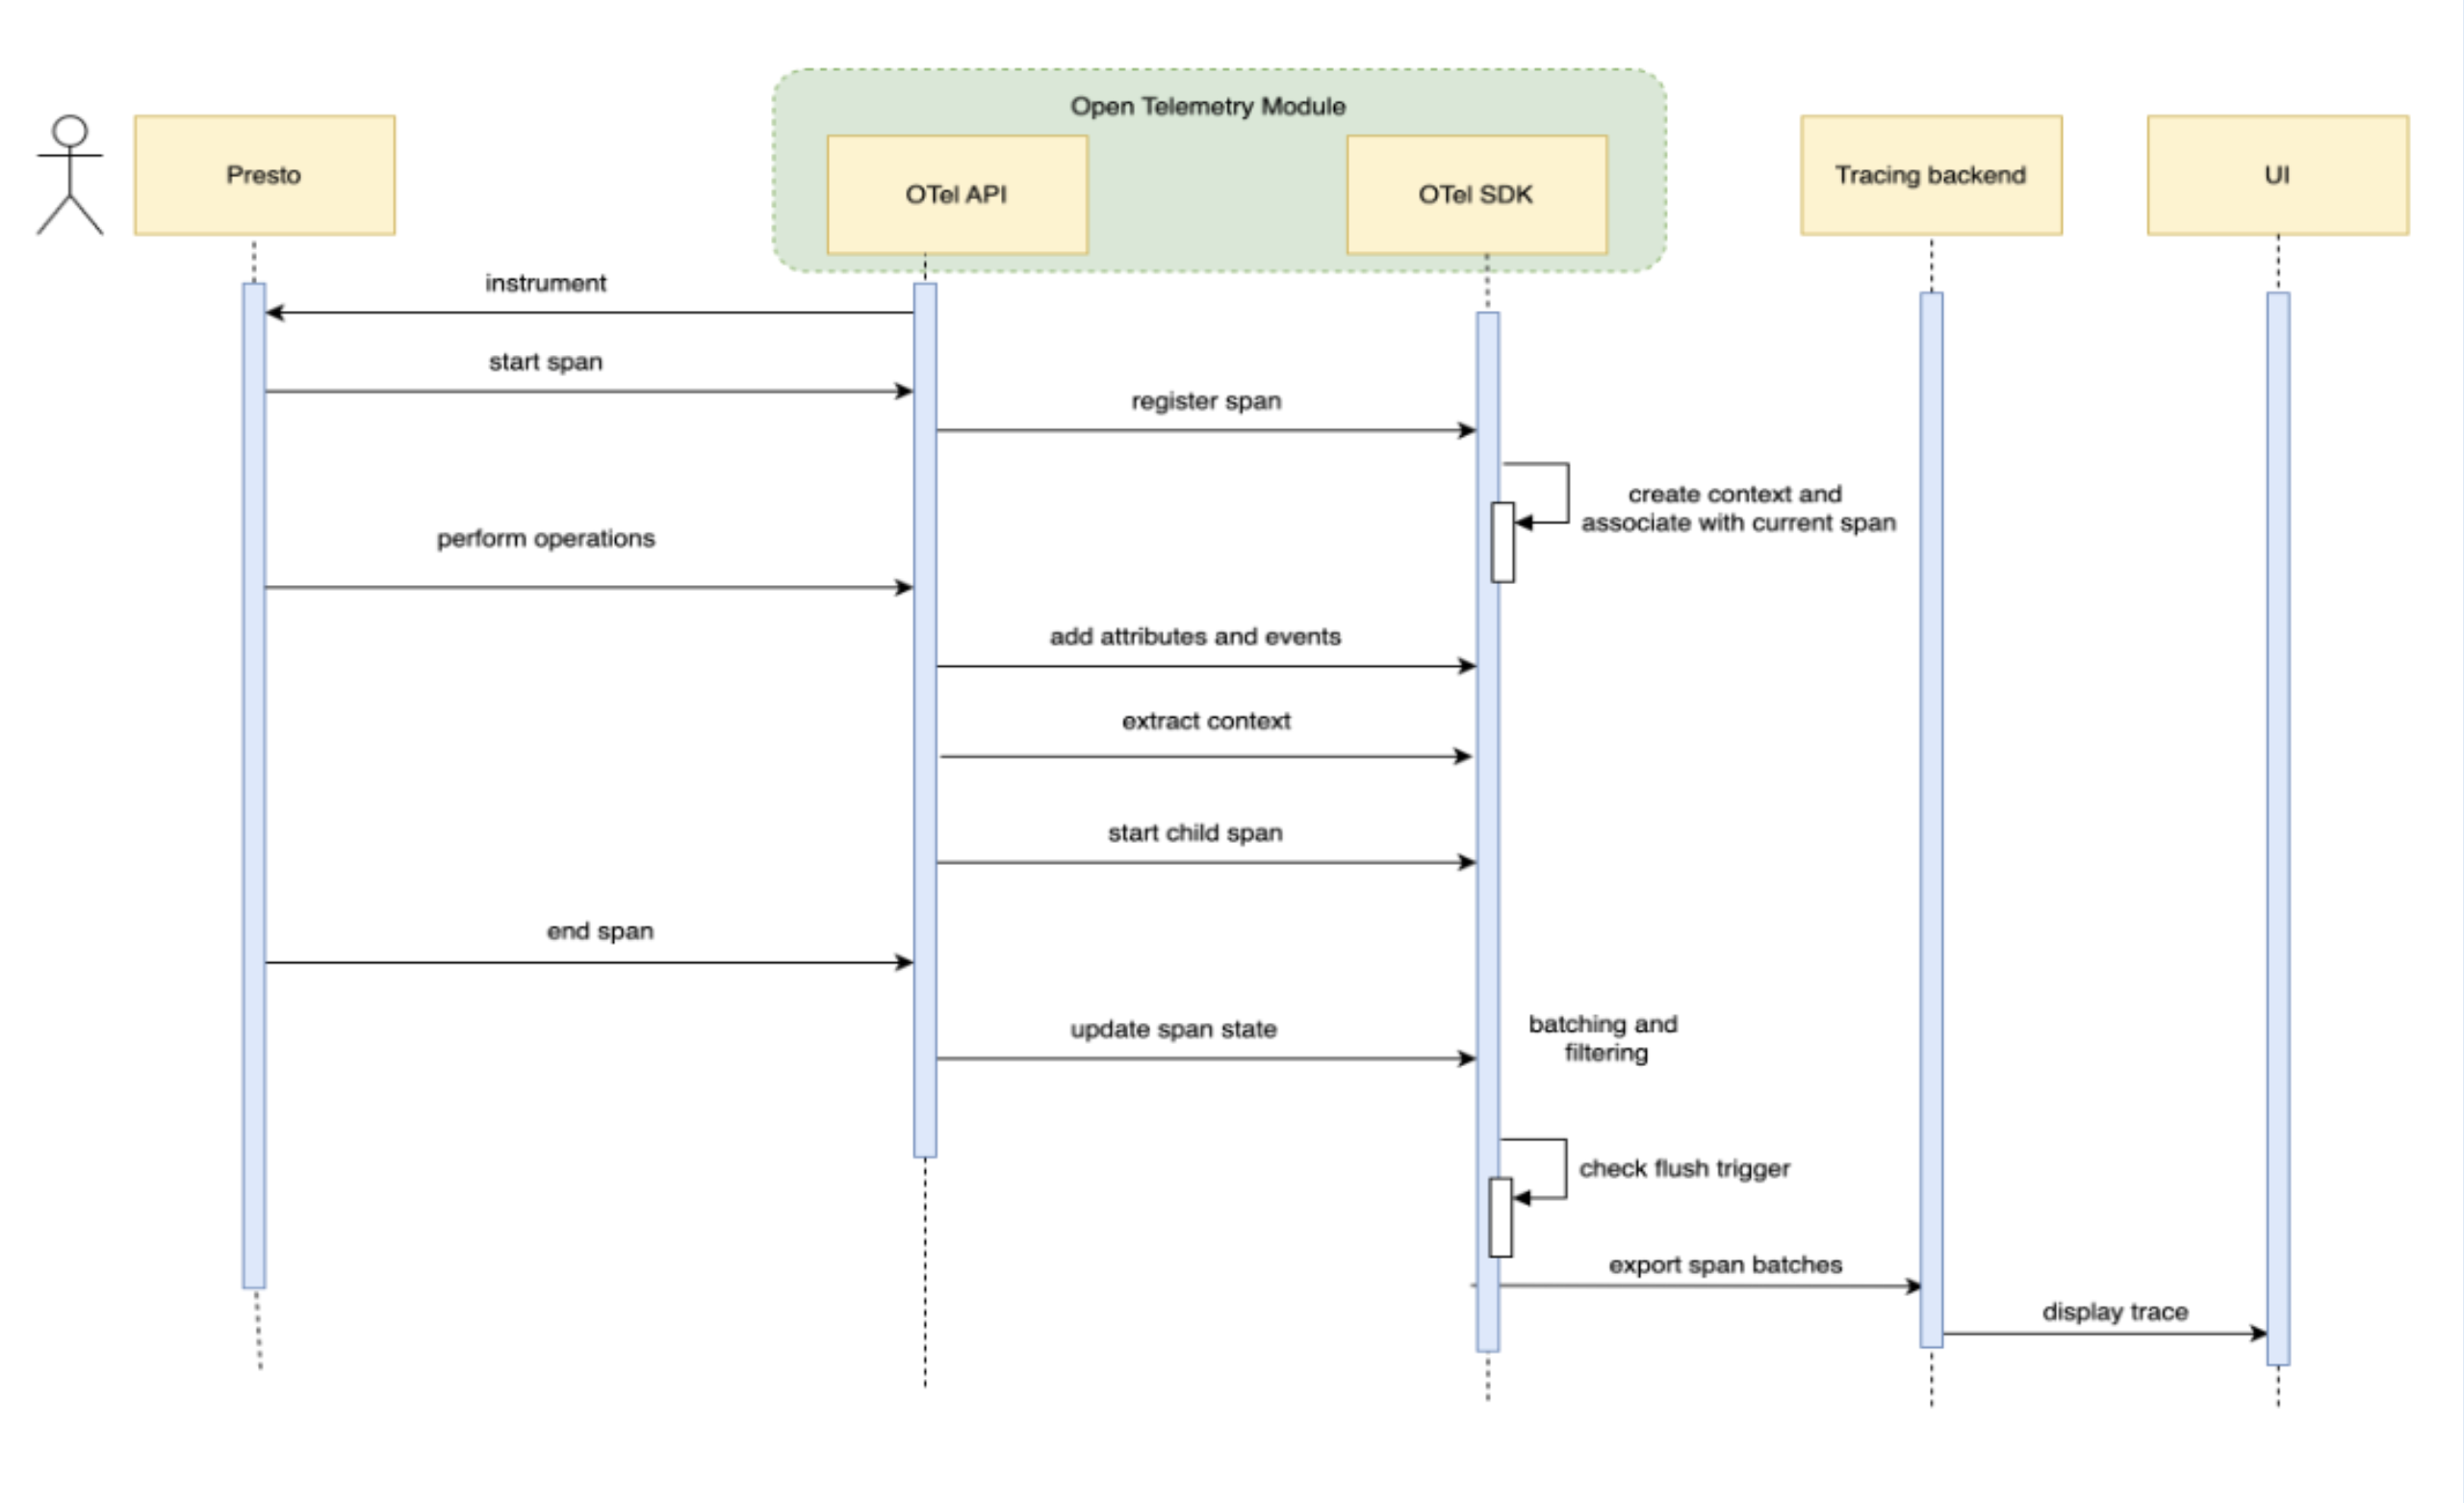 Open Telemetry Module
Presto
OTel API
OTel SDK
Tracing backend
UI
instrument
start span
register span
create context and
associate with current span
perform operations
add attributes and events
extract context
start child span
end span
update span state
batching and
filtering
check flush trigger
export span batches
display trace